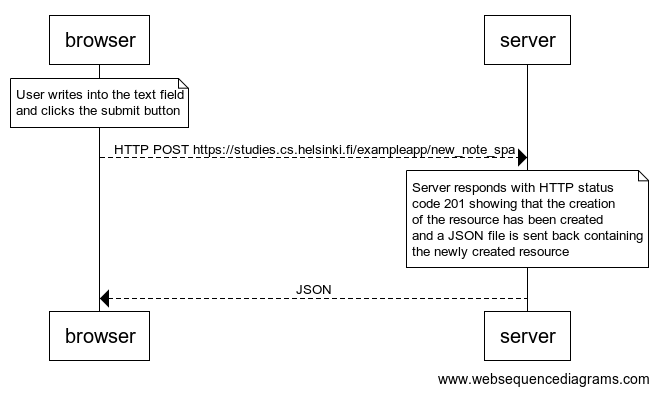 browser
server
User writes into the text field
and clicks the submit button
HTTP POST https://studies.cs.helsinki.fi/exampleapp/new_note_spa
Server responds with HTTP status
code 201 showing that the creation
of the resource has been created
and a JSON file is sent back containing
the newly created resource
JSON
browser
server
www.websequencediagrams.com